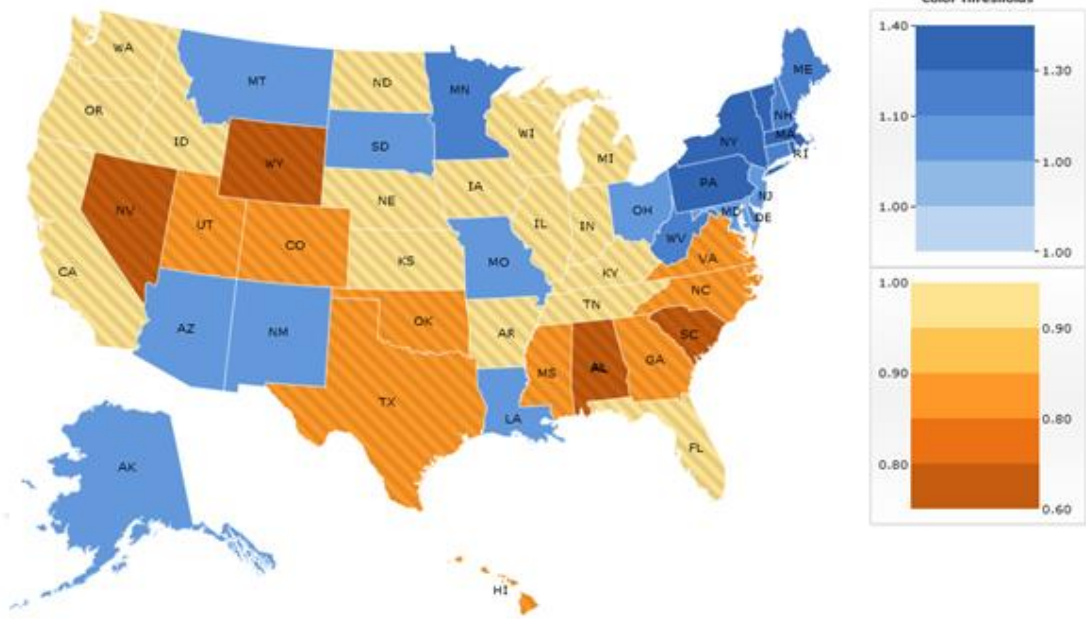 Color Thresholds
1.40
1.30
1.10
1.00
1.00
1.00
1.00
0.90
0.90
0.80
0.80
0.60
WA
MT
ND
MN
ME
OR
ID
SD
WI
MI
NY
NH
MA
RI
WY
NE
IA
PA
NJ
NV
UT
CO
IL
IN
OH
MD
DE
WV
CA
KS
MO
KY
VA
TN
NC
AZ
NM
OK
AR
SC
MS
AL
GA
TX
LA
FL
AK
HI